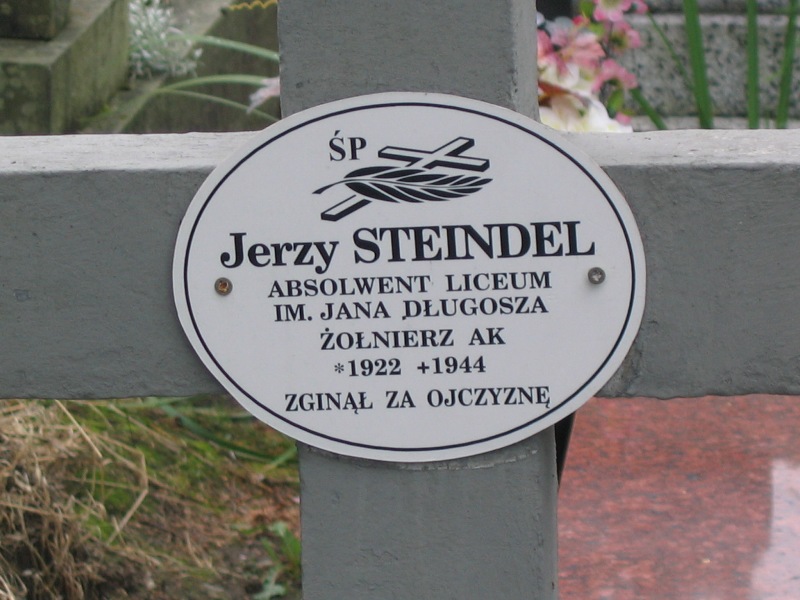 ŚP
Jerzy STEINDEL
ABSOLWENT LICEUM
IM. JANA DŁUGOSZA
ŻOŁNIERZ AK
*1922 +1944
ZGINĄŁ ZA OJCZYZNĘ